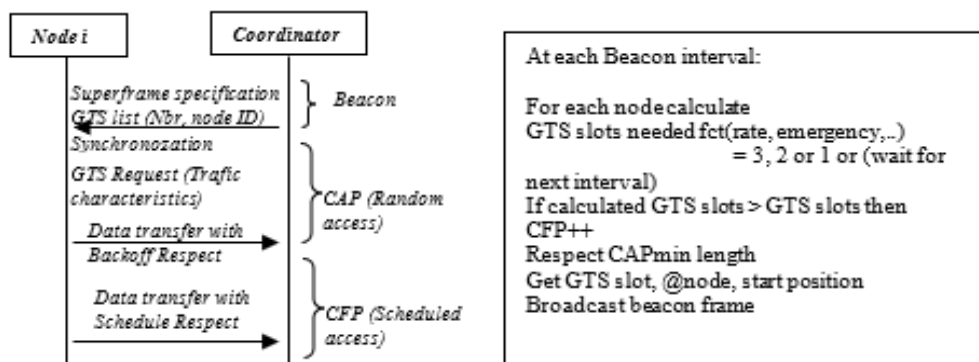 Node i
Coordinator
Superframe specification
GTS list (Nbr, node ID)
Beacon
Synchronozation
GTS Request (Trafic
characteristics)
CAP (Random
access)
Data transfer with
Backoff Respect
Data transfer with
Schedule Respect
CFP (Scheduled
access)
At each Beacon interval:
For each node calculate
GTS slots needed fct(rate, emergency,..)
= 3, 2 or 1 or (wait for
next interval)
If calculated GTS slots > GTS slots then
CFP++
Respect CAPmin length
Get GTS slot, @node, start position
Broadcast beacon frame